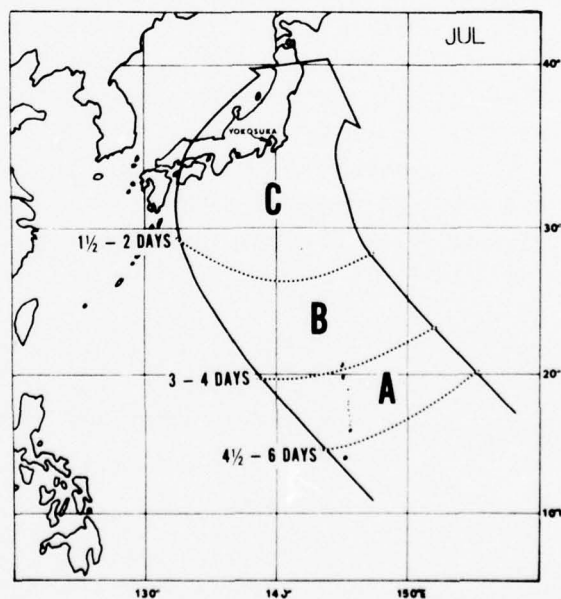 JUL
40°
YOKOSUKA
C
30°
1½ – 2 DAYS
B
3 – 4 DAYS
20°
A
4½ – 6 DAYS
10°
130° 140° 150°E